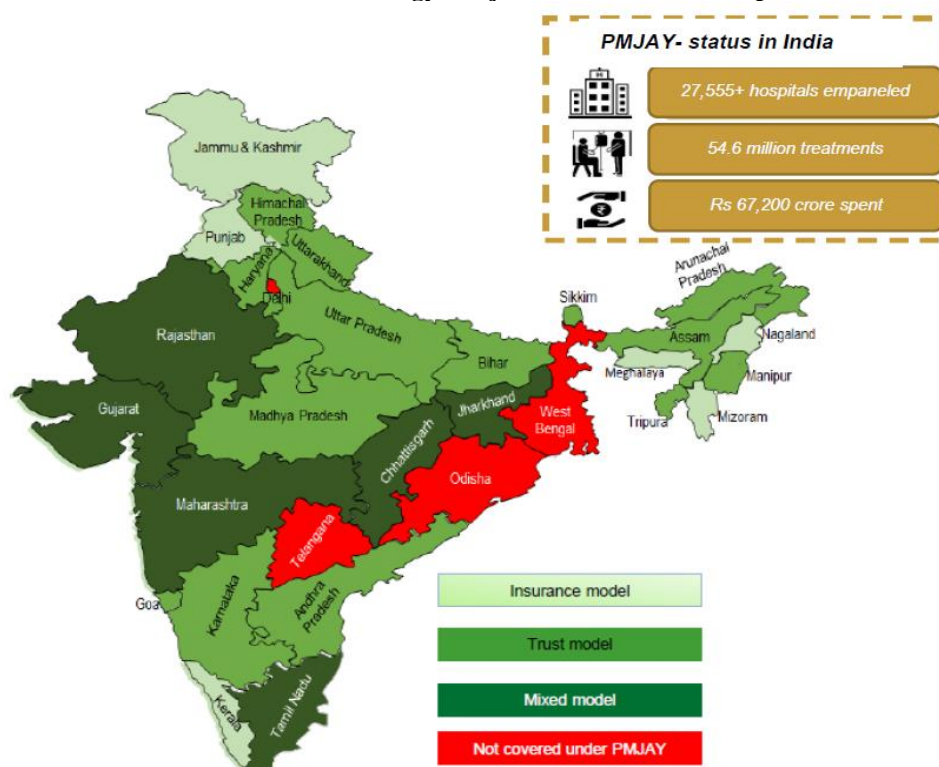 PMJAY- status in India
27,555+ hospitals empaneled
54.6 million treatments
Rs 67,200 crore spent
Jammu & Kashmir
Himachal
Pradesh
Punjab
Uttarakhand
Haryana
Delhi
Arunachal
Pradesh
Sikkim
Rajasthan
Uttar Pradesh
Assam
Nagaland
Bihar
Meghalaya
Manipur
Gujarat
Madhya Pradesh
Jharkhand
West
Bengal
Tripura
Mizoram
Chhattisgarh
Odisha
Maharashtra
Telangana
Goa
Karnataka
Andhra
Pradesh
Kerala
Tamil Nadu
Insurance model
Trust model
Mixed model
Not covered under PMJAY